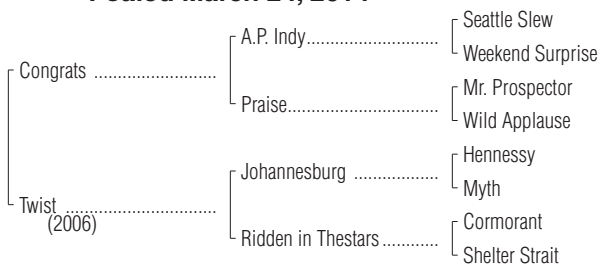 Seattle Slew
A.P. Indy
Weekend Surprise
Congrats
Mr. Prospector
Praise
Wild Applause
Hennessy
Johannesburg
Myth
Twist
(2006)
Cormorant
Ridden in Thestars
Shelter Strait